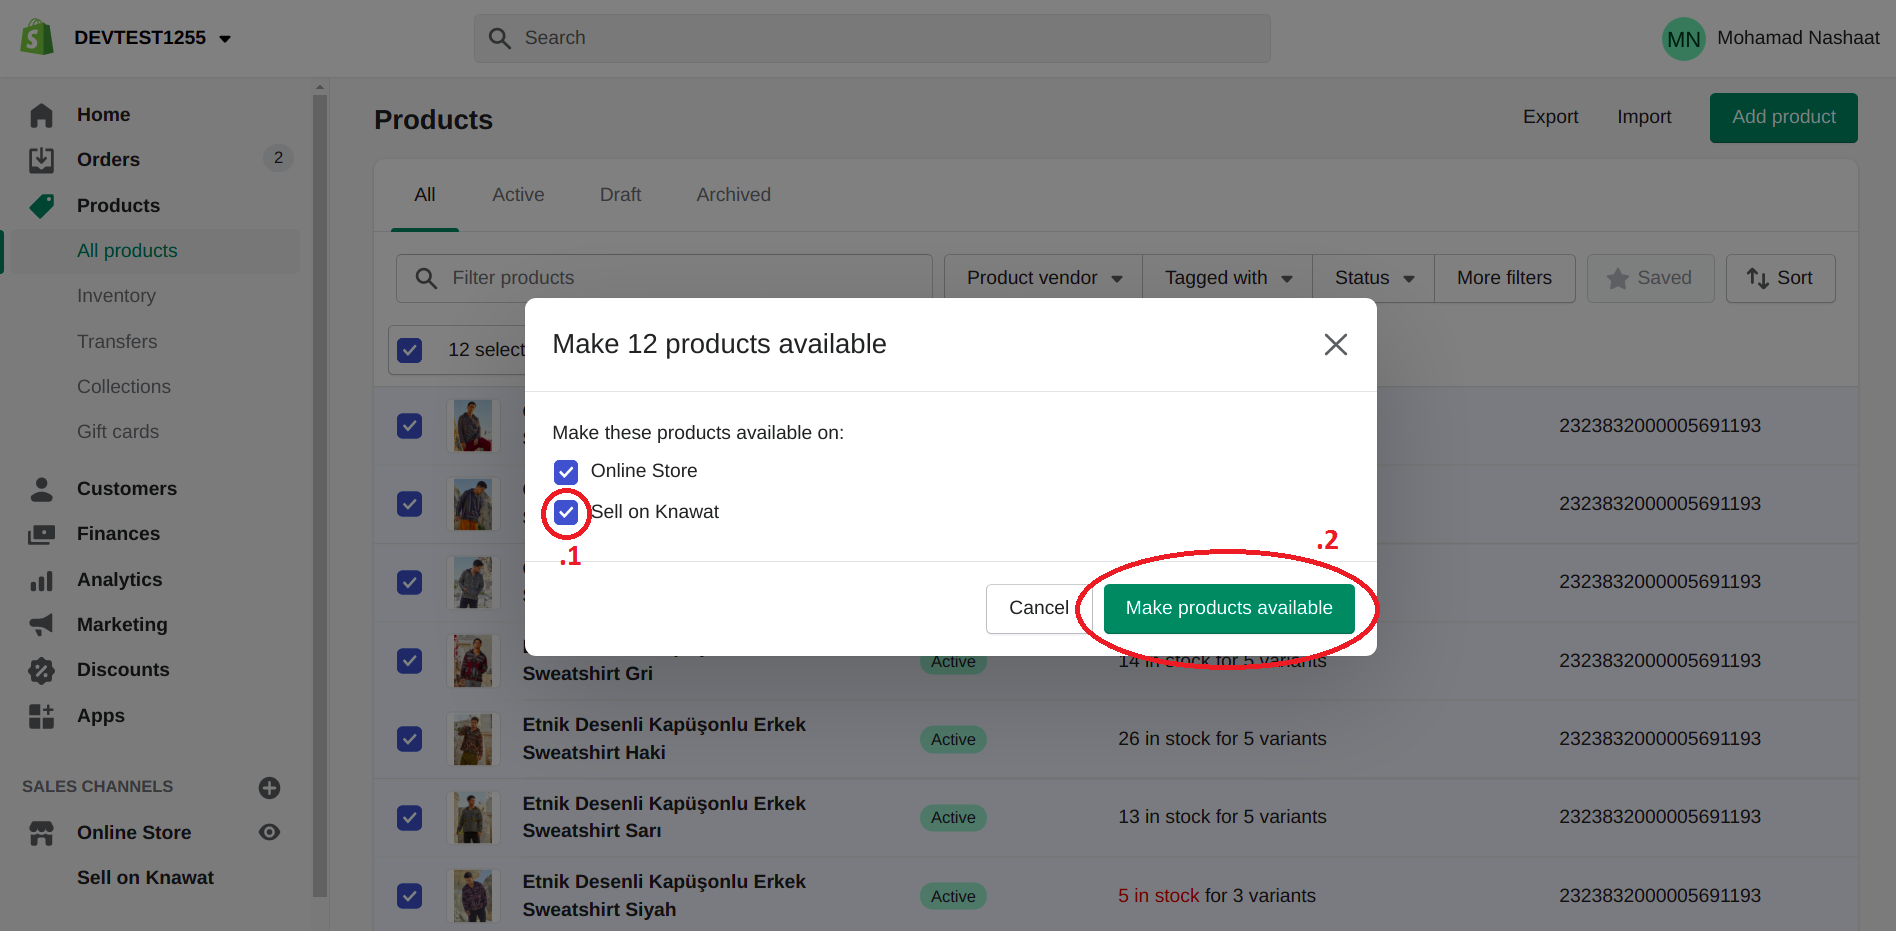 DEVTEST1255
Search
MN
Mohamad Nashaat
Home
Orders
2
Products
All products
Inventory
Transfers
Collections
Gift cards
Customers
Finances
Analytics
Marketing
Discounts
Apps
SALES CHANNELS
Online Store
Sell on Knawat
Products
Export
Import
Add product
All
Active
Draft
Archived
Filter products
Product vendor
Tagged with
Status
More filters
Saved
Sort
12 select
Make 12 products available
Make these products available on:
Online Store
Sell on Knawat
.1
.2
Cancel
Make products available
2323832000005691193
2323832000005691193
2323832000005691193
Sweatshirt Gri
Active
14 in stock for 5 variants
2323832000005691193
Etnik Desenli Kapüşonlu Erkek
Sweatshirt Haki
Active
26 in stock for 5 variants
2323832000005691193
Etnik Desenli Kapüşonlu Erkek
Sweatshirt Sarı
Active
13 in stock for 5 variants
2323832000005691193
Etnik Desenli Kapüşonlu Erkek
Sweatshirt Siyah
Active
5 in stock for 3 variants
2323832000005691193